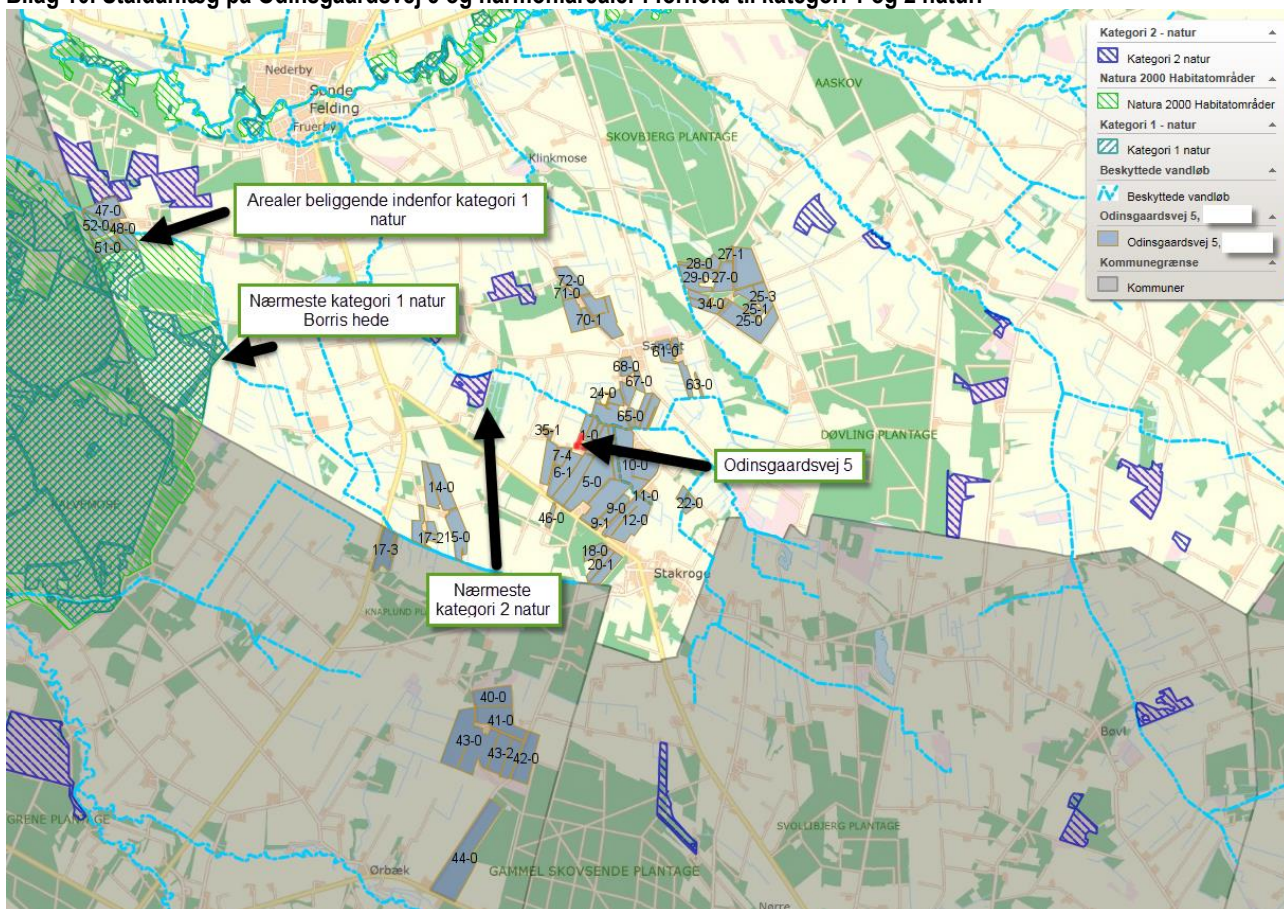 Kategori 2 - natur
Kategori 2 natur
Natura 2000 Habitatområder
Natura 2000 Habitatområder
Kategori 1 - natur
Kategori 1 natur
Beskyttede vandløb
Beskyttede vandløb
Odinsgaardsvej 5,
Odinsgaardsvej 5,
Kommunegrænse
Kommuner
Nederby
Felding
Fruerby
AASKOV
SKOVBJERG PLANTAGE
Klinkmose
Arealer beliggende indenfor kategori 1
natur
47-0
52-0 48-0
51-0
Nærmeste kategori 1 natur
Borris hede
72-0
71-0
70-1
28-0 27-1
29-0 27-0
34-0 25-3
25-1
25-0
61-0
68-0
67-0
63-0
24-0
65-0
35-1
1-0
DØVLING PLANTAGE
7-4
6-1
10-0
Odinsgaardsvej 5
5-0
14-0
11-0
22-0
9-0
46-0
9-1 12-0
17-2 15-0
17-3
18-0
20-1
Stakroge
Nærmeste
kategori 2 natur
40-0
41-0
43-0
43-2 42-0
GRENE PLANTAGE
SVOLLIBJERG PLANTAGE
44-0
Ørbæk
GAMMEL SKOVSENDE PLANTAGE
Nørre